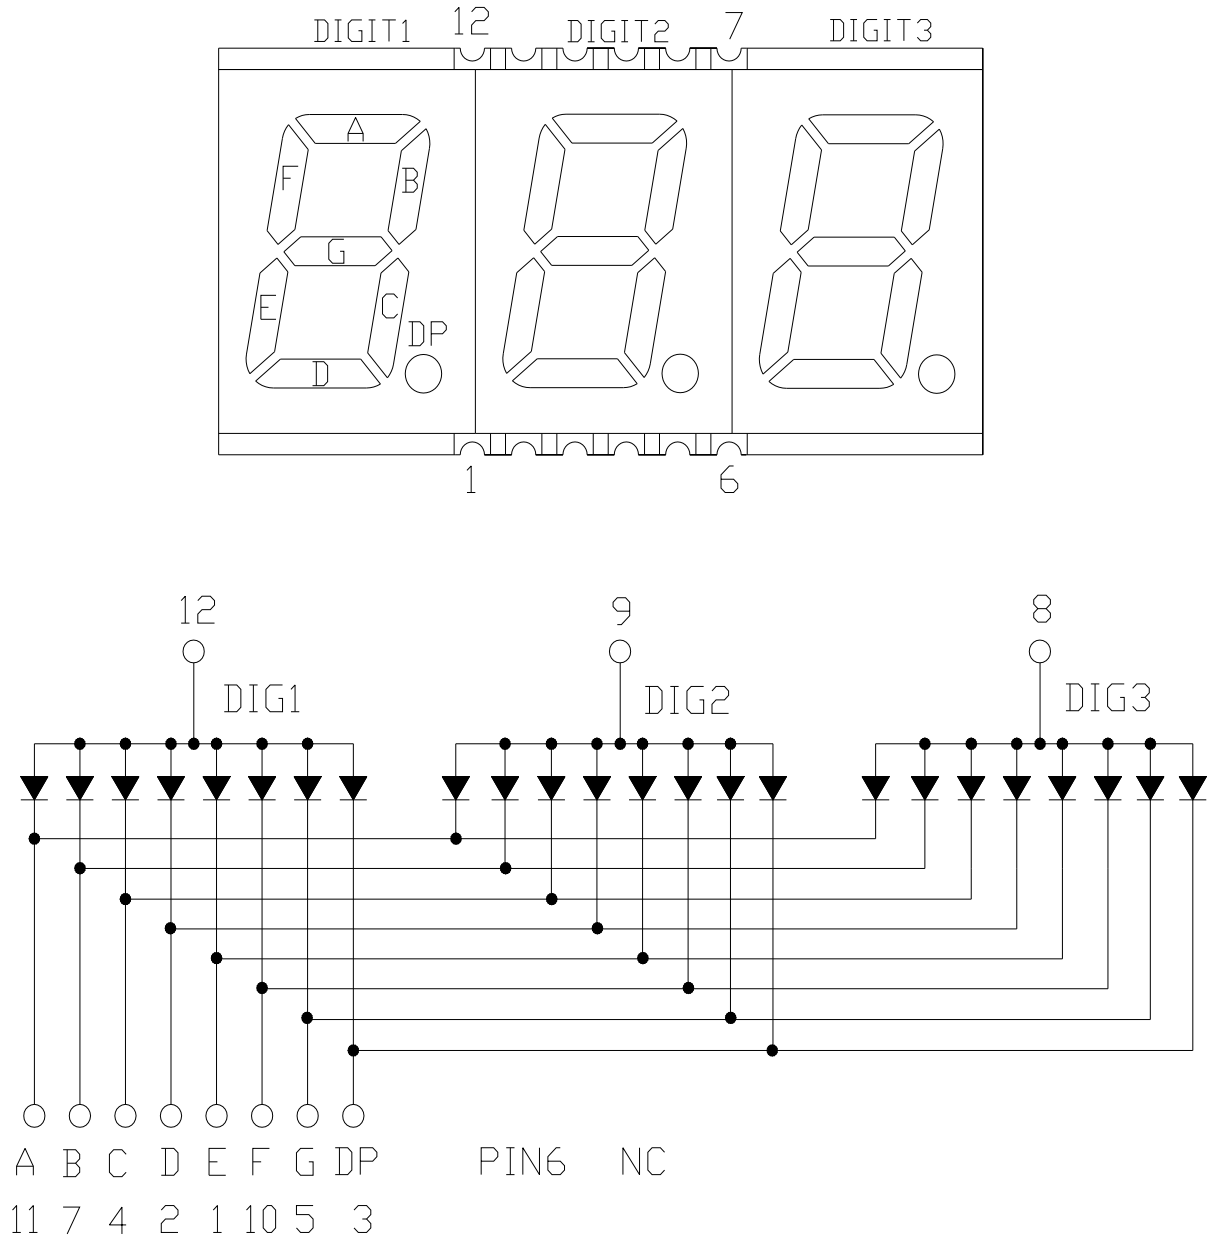 DIGIT1 12 DIGIT2 7 DIGIT3
A
F B
G
E C
DP
D
1 6
12 9 8
DIG1 DIG2 DIG3
A B C D E F G DP PIN6 NC
11 7 4 2 1 10 5 3